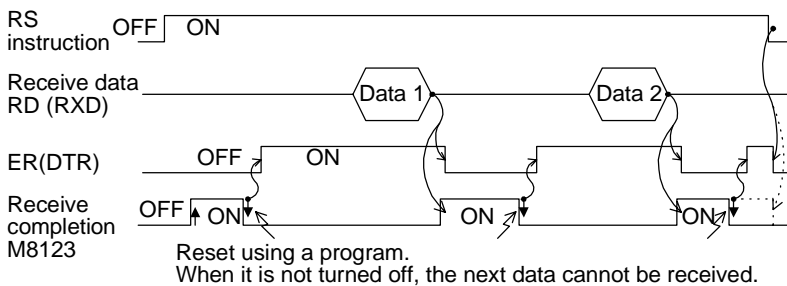 RS
instruction
OFF ON
Receive data
RD (RXD)
Data 1
Data 2
ER(DTR)
OFF ON
Receive
completion
M8123
OFF ON ON ON
Reset using a program.
When it is not turned off, the next data cannot be received.